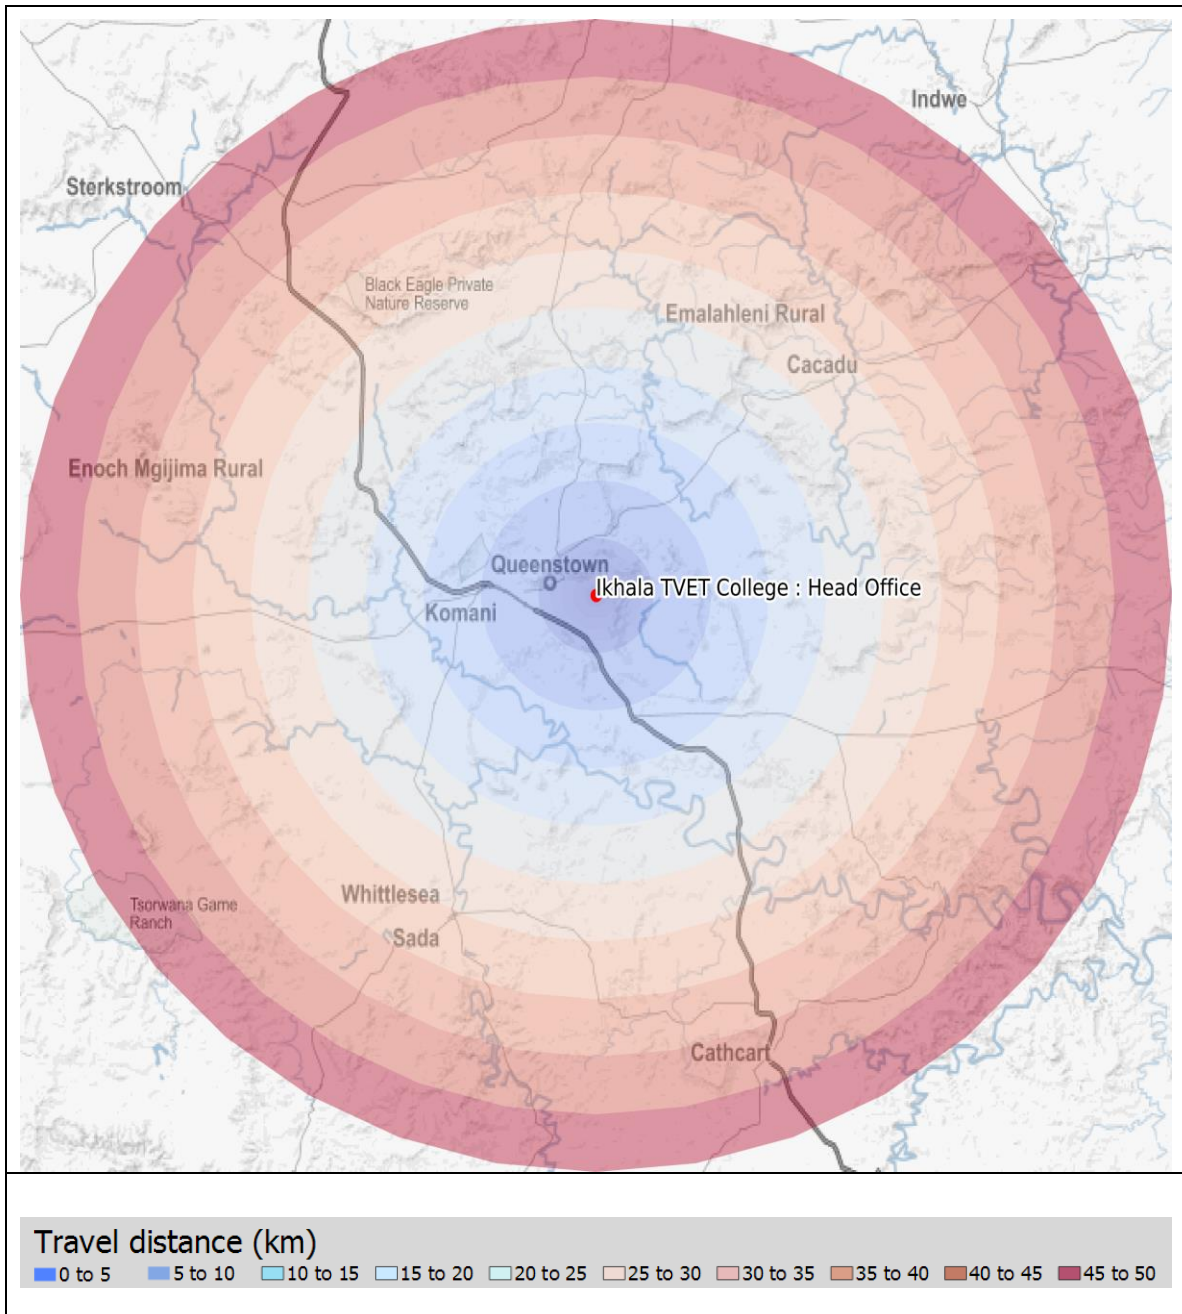 Indwe
Sterkstroom
Black Eagle Private
Nature Reserve
Emalahleni Rural
Cacadu
Enoch Mgijima Rural
Queenstown
Ikhala TVET College : Head Office
Komani
Whittlesea
Tsorwana Game
Ranch
Sada
Cathcart
Travel distance (km)
0 to 5 5 to 10 10 to 15 15 to 20 20 to 25 25 to 30 30 to 35 35 to 40 40 to 45 45 to 50